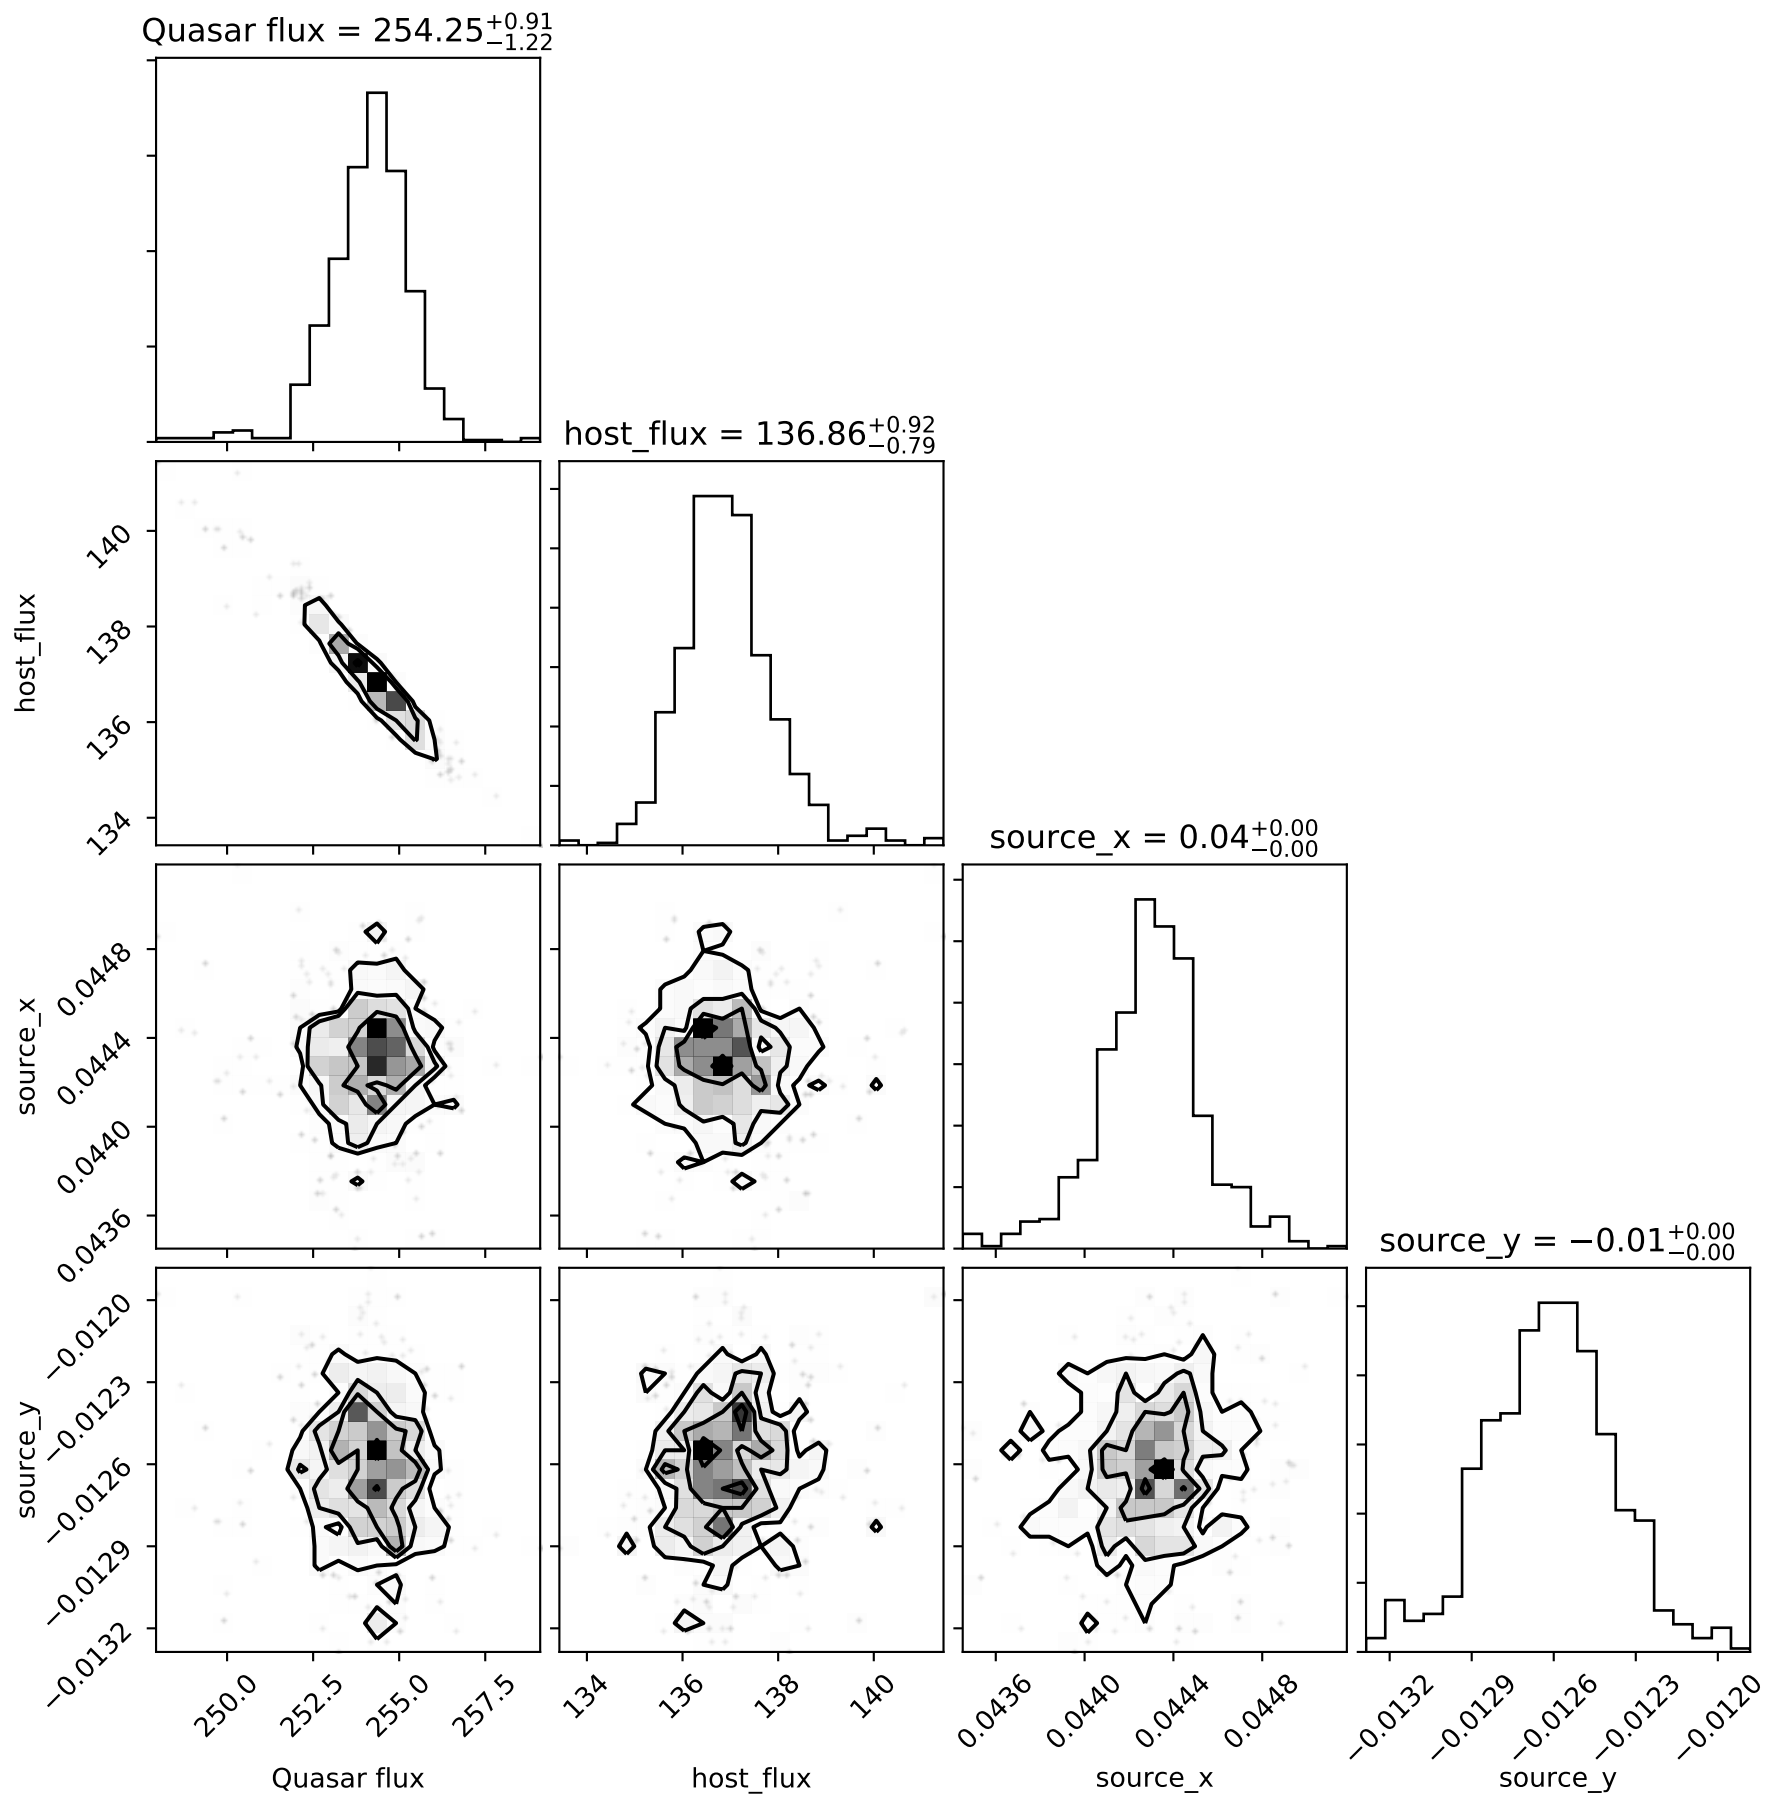 Quasar flux = 254.25+0.91−1.22
host_flux = 136.86+0.92−0.79
140
138
136
134
host_flux
source_x = 0.04+0.00−0.00
0.0448
0.0444
0.0440
0.0436
source_x
source_y = −0.01+0.00−0.00
−0.0120
−0.0123
−0.0126
−0.0129
−0.0132
source_y
250.0 252.5 255.0 257.5 134 136 138 140 0.0436 0.0440 0.0444 0.0448 −0.0132 −0.0129 −0.0126 −0.0123 −0.0120
Quasar flux host_flux source_x source_y